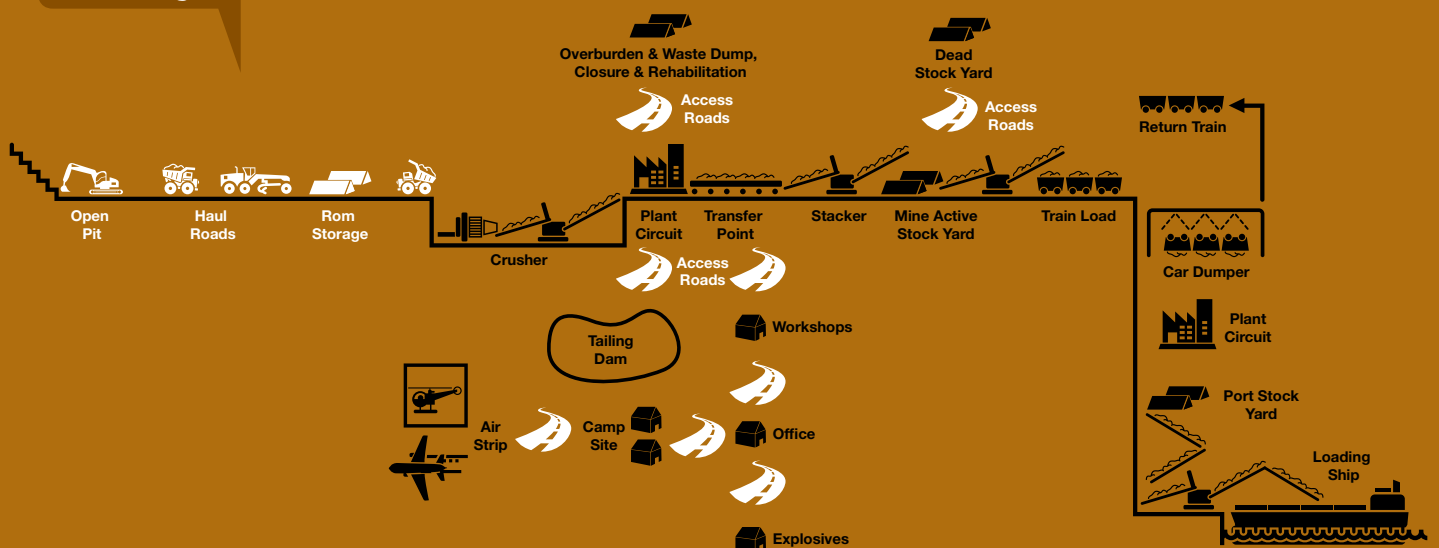 Overburden & Waste Dump,
Closure & Rehabilitation
Dead
Stock Yard
Access
Roads
Access
Roads
Return Train
Open
Pit
Haul
Roads
Rom
Storage
Crusher
Plant
Circuit
Transfer
Point
Stacker
Mine Active
Stock Yard
Train Load
Access
Roads
Car Dumper
Workshops
Plant
Circuit
Tailing
Dam
Port Stock
Yard
Air
Strip
Camp
Site
Office
Loading
Ship
Explosives